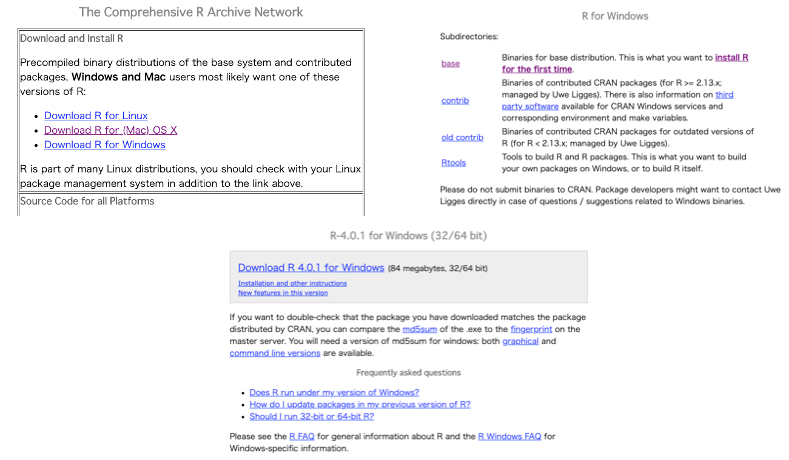 The Comprehensive R Archive Network
Download and Install R
Precompiled binary distributions of the base system and contributed
packages, Windows and Mac users most likely want one of these
versions of R:
• Download R for Linux
• Download R for (Mac) OS X
• Download R for Windows
R is part of many Linux distributions, you should check with your Linux
package management system in addition to the link above.
Source Code for all Platforms
R for Windows
Subdirectories:
base
Binaries for base distribution. This is what you want to install R
for the first time.
contrib
Binaries of contributed CRAN packages (for R >= 2.13.x;
managed by Uwe Ligges). There is also information on third
party software available for CRAN Windows services and
corresponding environment and make variables.
old contrib
Binaries of contributed CRAN packages for outdated versions of
R (for R < 2.13.x; managed by Uwe Ligges).
Rtools
Tools to build R and R packages. This is what you want to build
your own packages on Windows, or to build R itself.
Please do not submit binaries to CRAN. Package developers might want to contact Uwe
Ligges directly in case of questions / suggestions related to Windows binaries.
R-4.0.1 for Windows (32/64 bit)
Download R 4.0.1 for Windows (84 megabytes, 32/64 bit)
Installation and other instructions
New features in this version
If you want to double-check that the package you have downloaded matches the package
distributed by CRAN, you can compare the md5sum of the .exe to the fingerprint on the
master server. You will need a version of md5sum for windows: both graphical and
command line versions are available.
Frequently asked questions
• Does R run under my version of Windows?
• How do I update packages in my previous version of R?
• Should I run 32-bit or 64-bit R?
Please see the R FAQ for general information about R and the R Windows FAQ for
Windows-specific information.